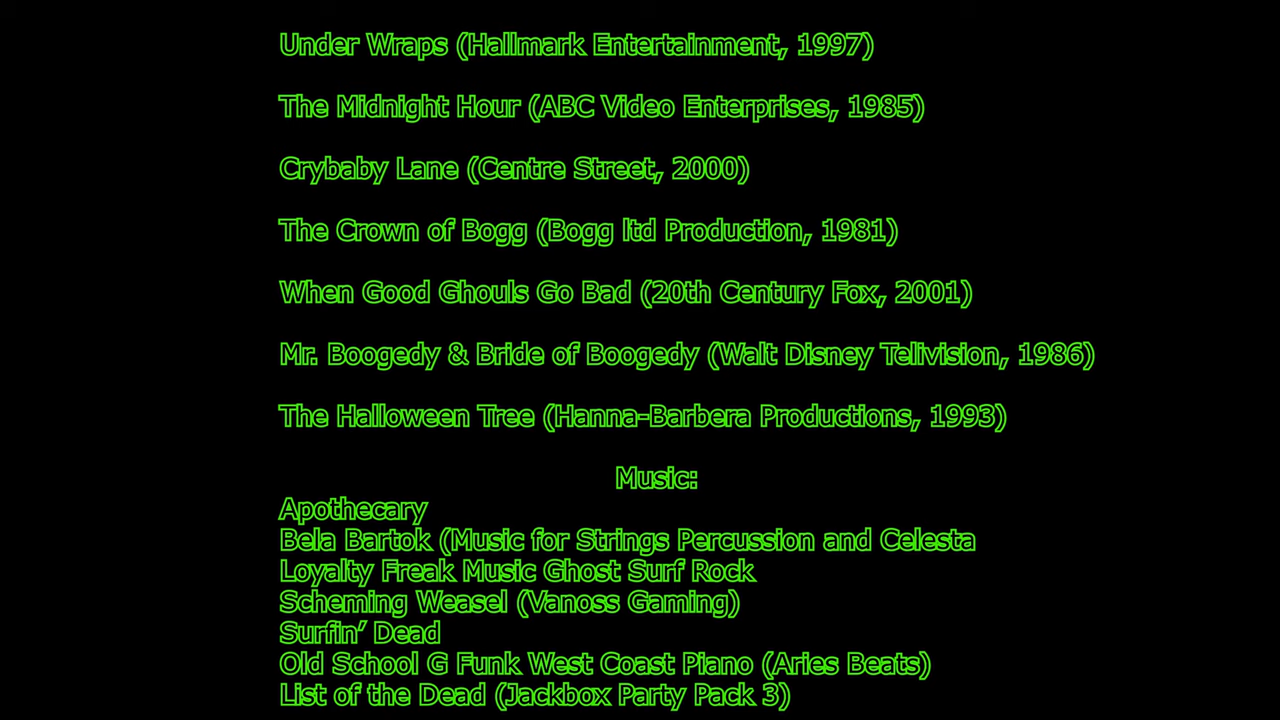 Under Wraps (Hallmark Entertainment, 1997)
The Midnight Hour (ABC Video Enterprises, 1985)
Crybaby Lane (Centre Street, 2000)
The Crown of Bogg (Bogg ltd Production, 1981)
When Good Ghouls Go Bad (20th Century Fox, 2001)
Mr. Boogedy & Bride of Boogedy (Walt Disney Telivision, 1986)
The Halloween Tree (Hanna-Barbera Productions, 1993)
Music:
Apothecary
Bela Bartok (Music for Strings Percussion and Celesta
Loyalty Freak Music Ghost Surf Rock
Scheming Weasel (Vanoss Gaming)
Surfin’ Dead
Old School G Funk West Coast Piano (Aries Beats)
List of the Dead (Jackbox Party Pack 3)